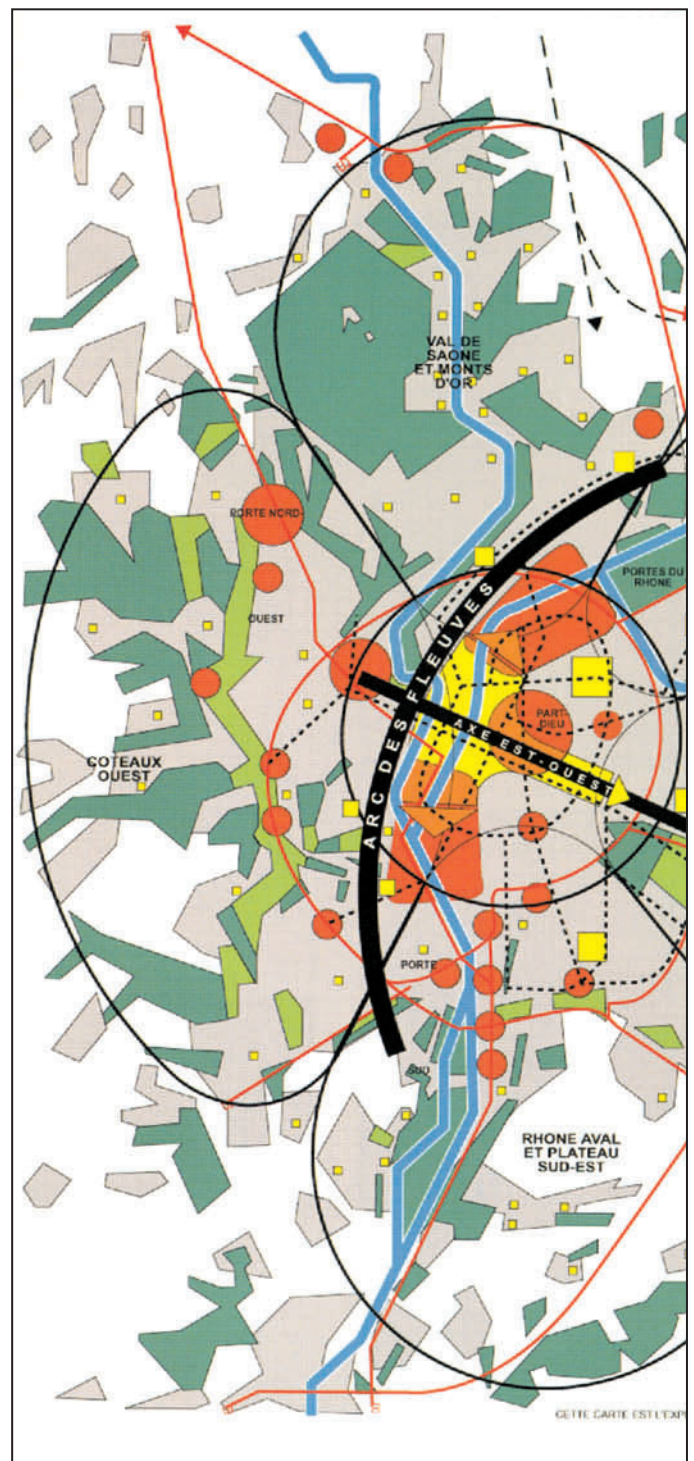 VAL DE
SAONE
ET MONTS
D'OR
PORTE NORD-
OUEST
PORTES DU
RHONE
ARC DES FLEUVES
PART-
DIEU
AXE EST-OUEST
COTEAUX
OUEST
PORTE
SUD
RHONE AVAL
ET PLATEAU
SUD-EST
CETTE CARTE EST L'EXP